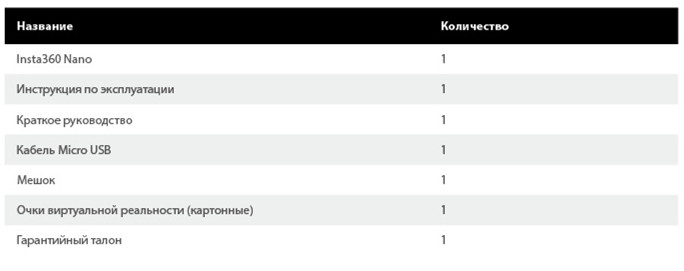 Название Количество
Insta360 Nano 1
Инструкция по эксплуатации 1
Краткое руководство 1
Кабель Micro USB 1
Мешок 1
Очки виртуальной реальности (картонные) 1
Гарантийный талон 1